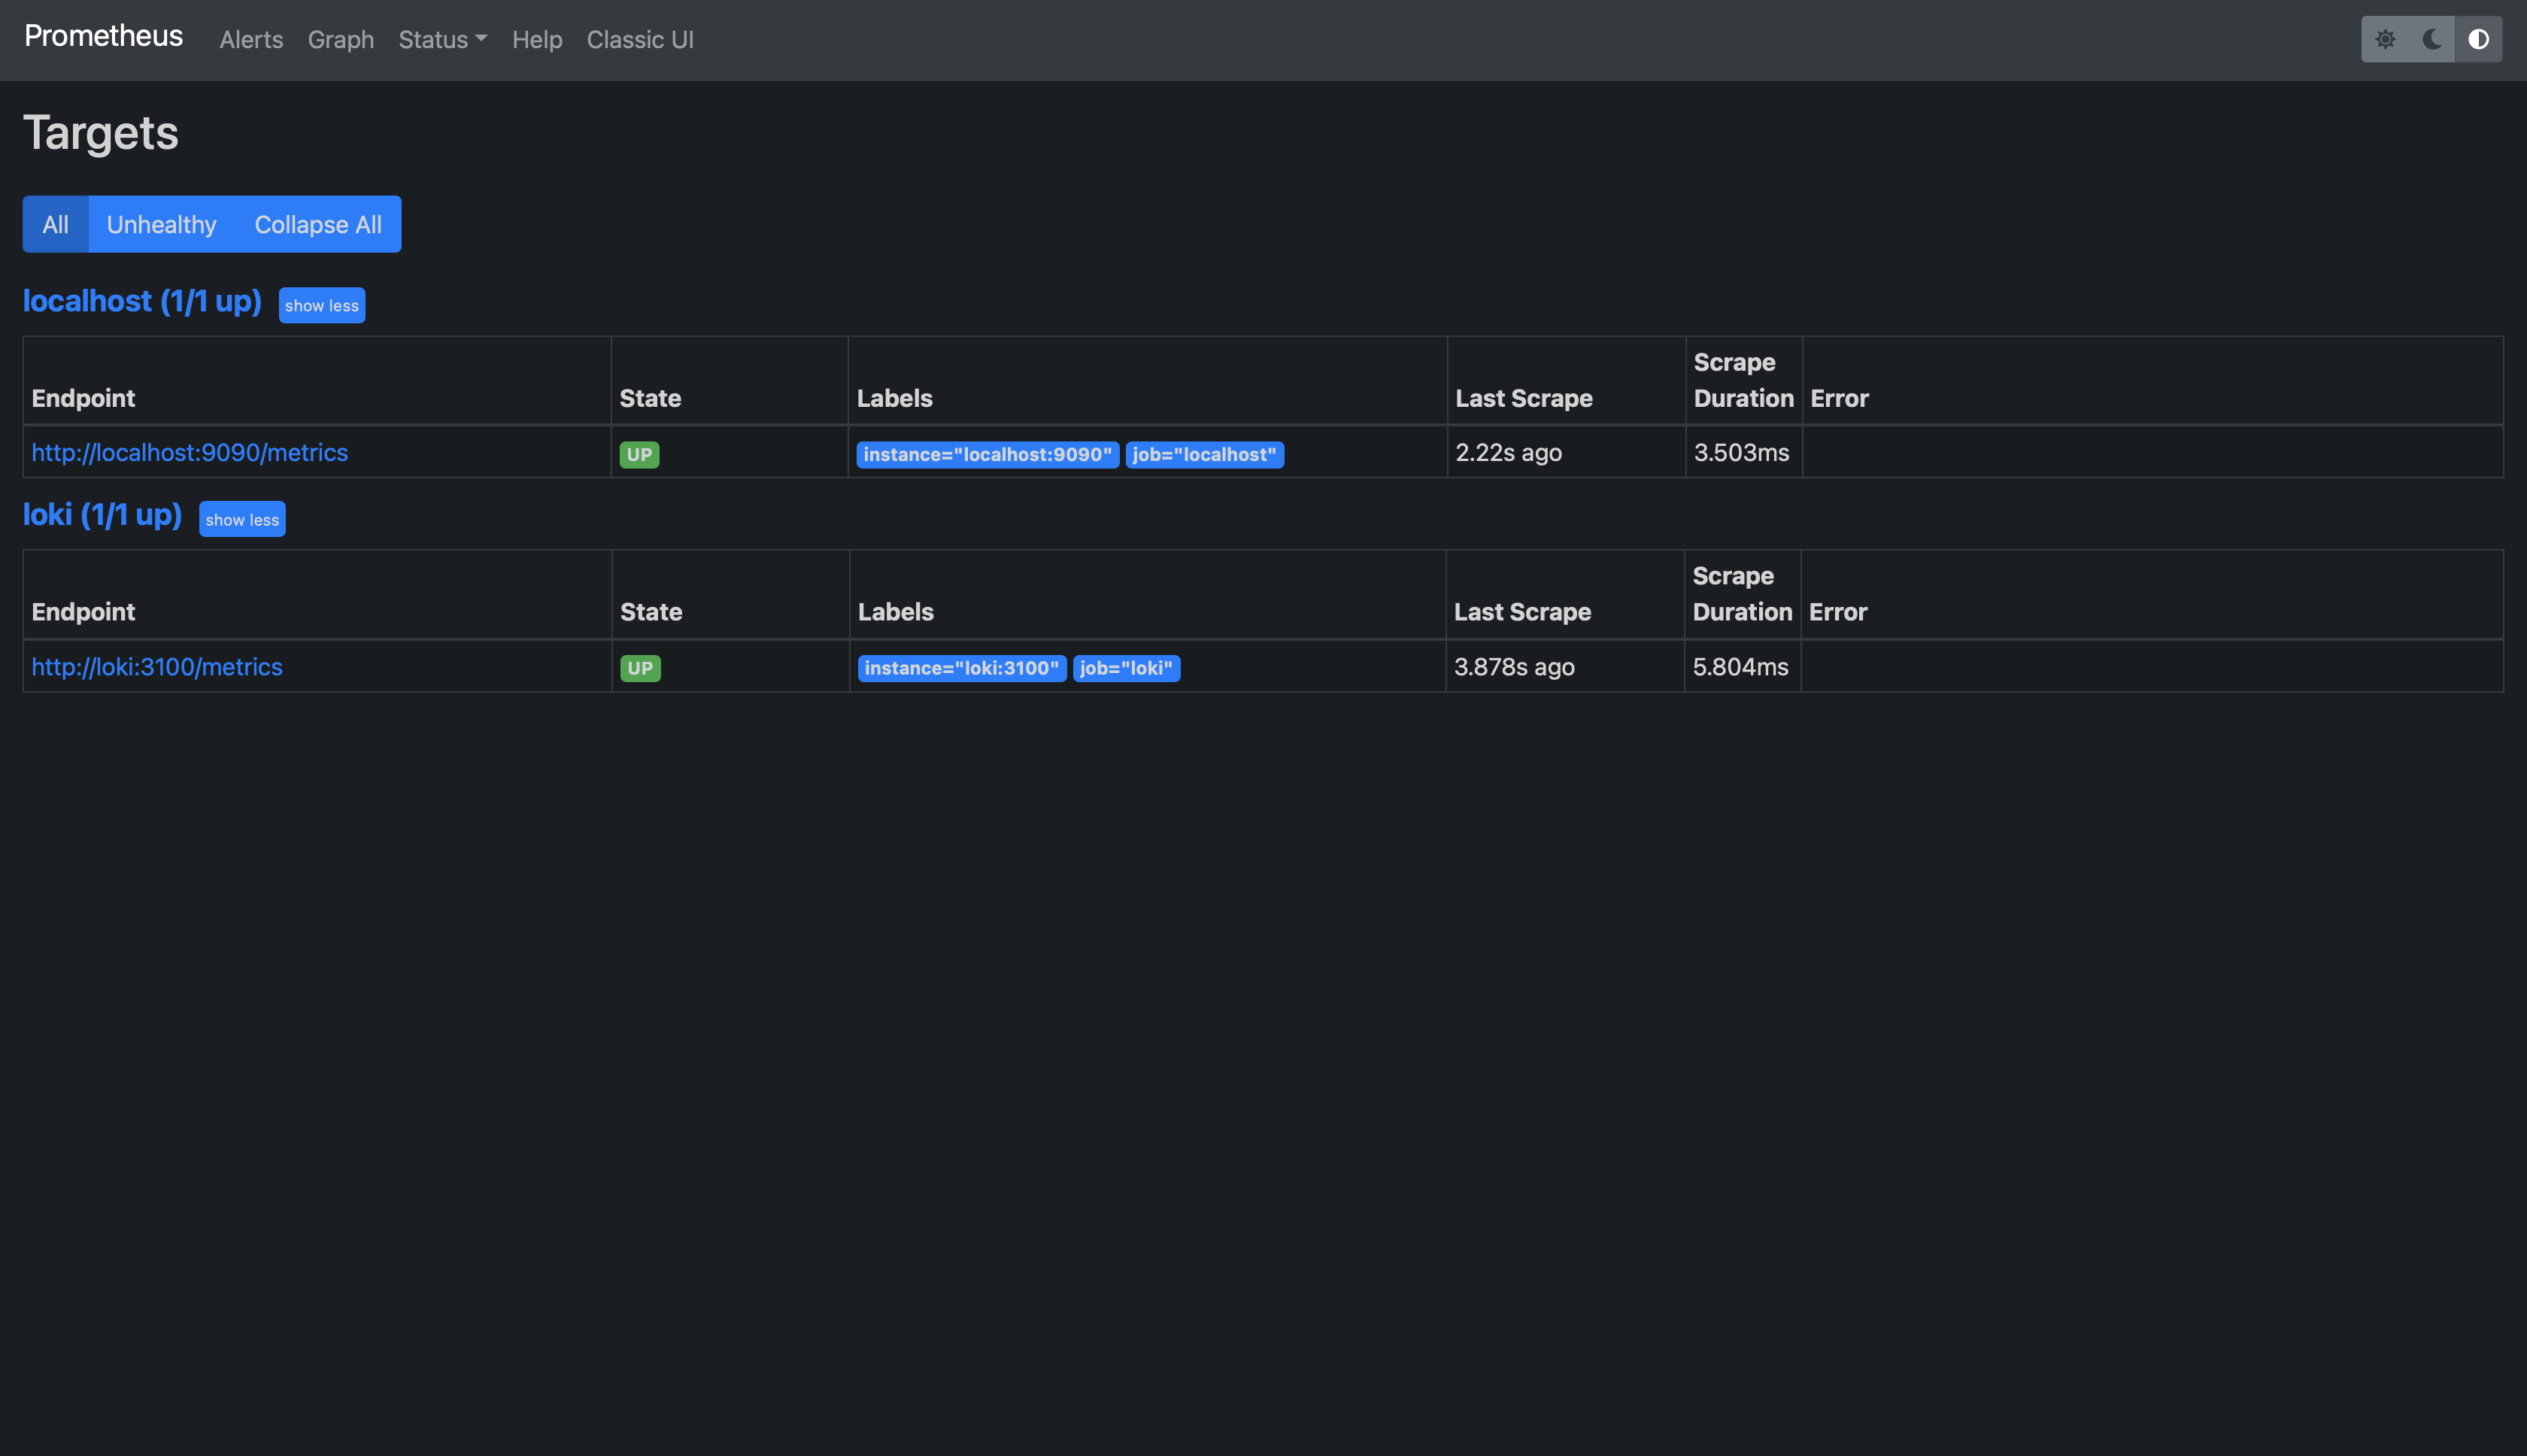 Prometheus Alerts Graph Status Help Classic UI
Targets
All Unhealthy Collapse All
localhost (1/1 up) show less
Endpoint State Labels Last Scrape Scrape Duration Error
http://localhost:9090/metrics UP instance="localhost:9090" job="localhost" 2.22s ago 3.503ms
loki (1/1 up) show less
Endpoint State Labels Last Scrape Scrape Duration Error
http://loki:3100/metrics UP instance="loki:3100" job="loki" 3.878s ago 5.804ms